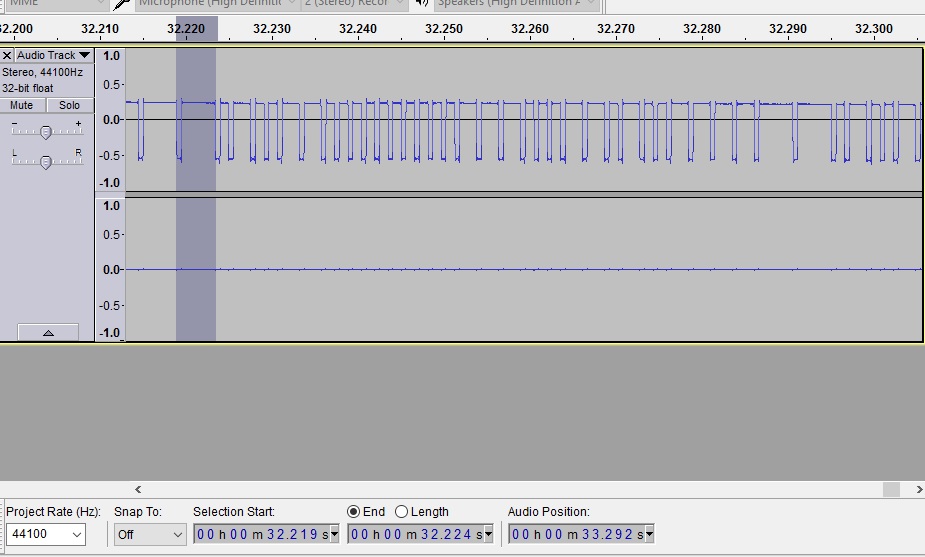 MME Microphone (High Definiti 2 (Stereo) Recor Speakers (High Definition A
32.200 32.210 32.220 32.230 32.240 32.250 32.260 32.270 32.280 32.290 32.300
Audio Track
Stereo, 44100Hz
32-bit float
Mute Solo
- +
L R
1.0
0.5-
0.0-
-0.5-
-1.0
1.0
0.5-
0.0-
-0.5-
-1.0
Project Rate (Hz): Snap To: Selection Start: End Length Audio Position:
44100 Off 00 h 00 m 32.219 s 00 h 00 m 32.224 s 00 h 00 m 33.292 s